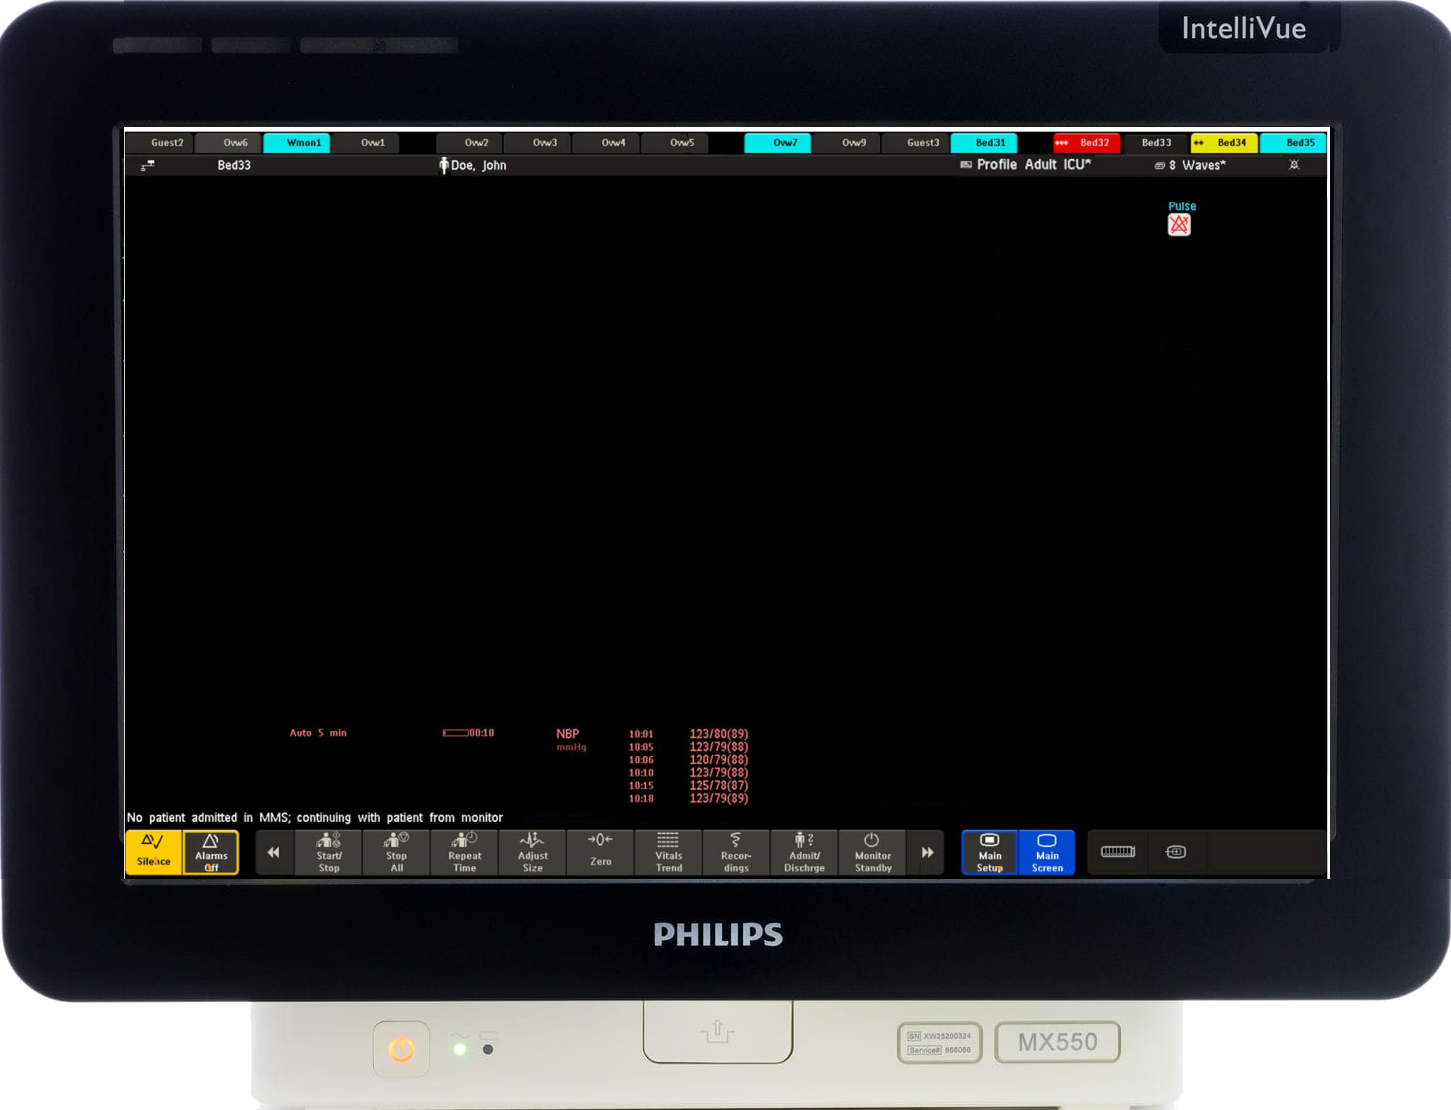 IntelliVue
Guest2 Ovw6 Wmon1 Ovw1 Ovw2 Ovw3 Ovw4 Ovw5 Ovw7 Ovw9 Guest3 Bed31 *** Bed32 Bed33 ** Bed34 Bed35
Bed33 Doe, John Profile Adult ICU* 8 Waves*
Pulse
Auto 5 min 00:10 NBP 10:01 123/80(89)
mmHg 10:05 123/79(88)
10:06 120/79(88)
10:10 123/79(88)
10:15 125/78(87)
10:18 123/79(89)
No patient admitted in MMS; continuing with patient from monitor
Silence
Alarms
Off
Start/
Stop
Stop
All
Repeat
Time
Adjust
Size
→0←
Zero
Vitals
Trend
Recor-
dings
Admit/
Dischrge
Monitor
Standby
Main
Setup
Main
Screen
PHILIPS
SN XW25200324
Service# 866066
MX550